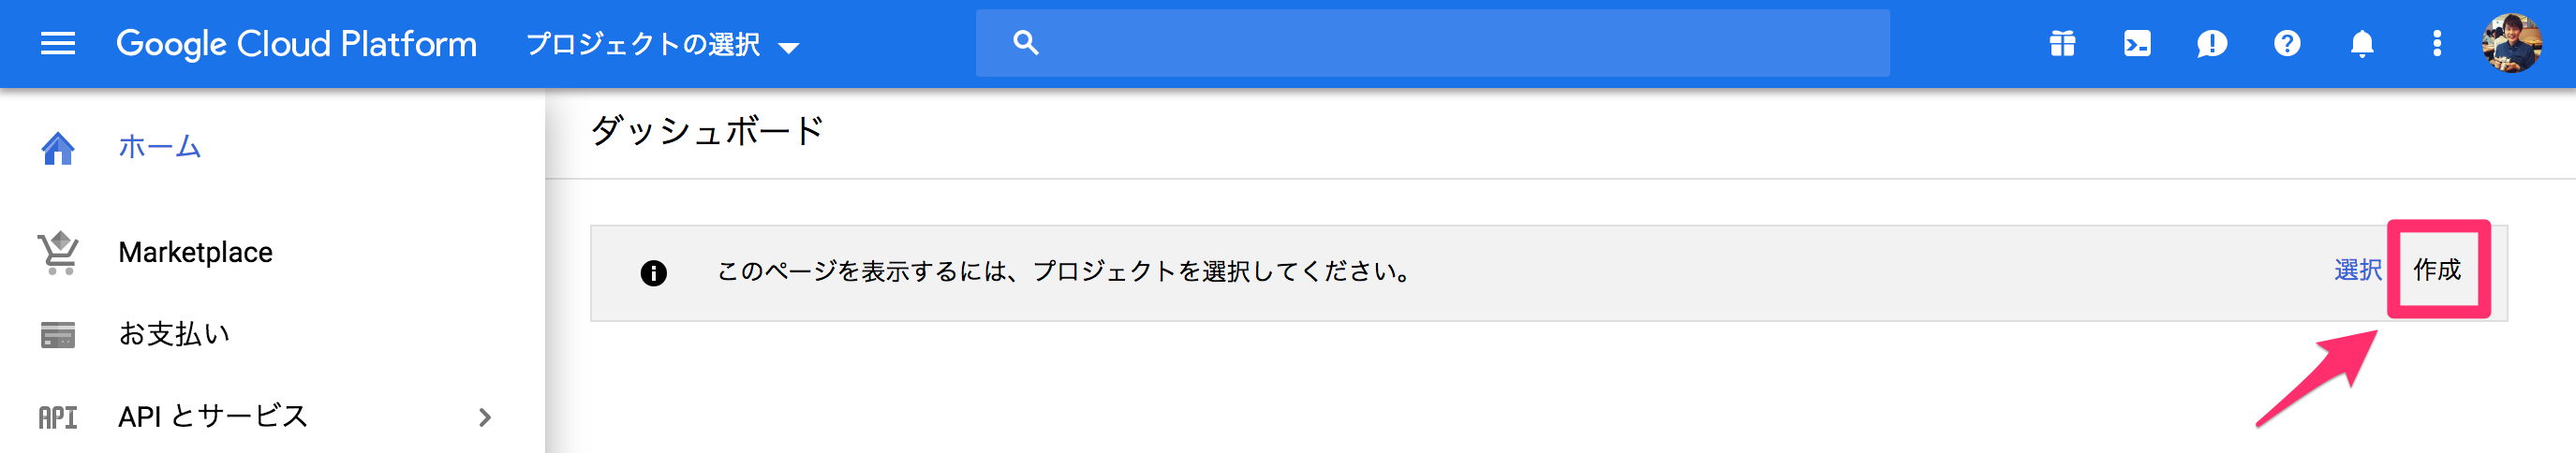 Google Cloud Platform プロジェクトの選択
ホーム
ダッシュボード
Marketplace
このページを表示するには、プロジェクトを選択してください。 選択 作成
お支払い
API API とサービス